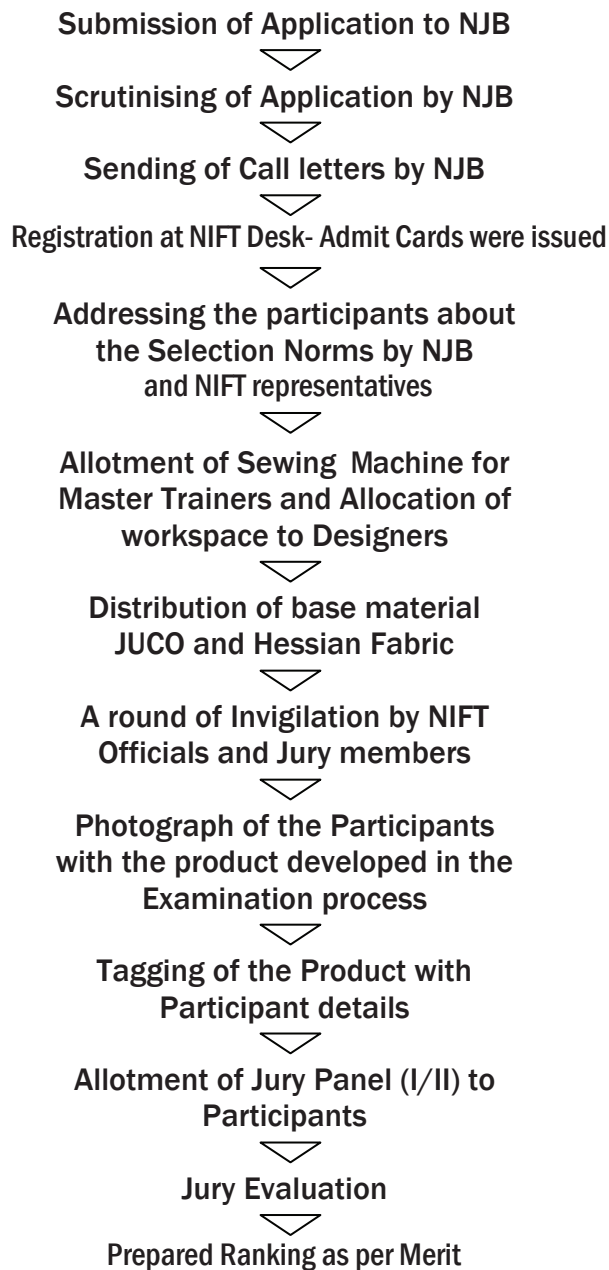 Submission of Application to NJB
Scrutinising of Application by NJB
Sending of Call letters by NJB
Registration at NIFT Desk- Admit Cards were issued
Addressing the participants about
the Selection Norms by NJB
and NIFT representatives
Allotment of Sewing Machine for
Master Trainers and Allocation of
workspace to Designers
Distribution of base material
JUCO and Hessian Fabric
A round of Invigilation by NIFT
Officials and Jury members
Photograph of the Participants
with the product developed in the
Examination process
Tagging of the Product with
Participant details
Allotment of Jury Panel (I/II) to
Participants
Jury Evaluation
Prepared Ranking as per Merit